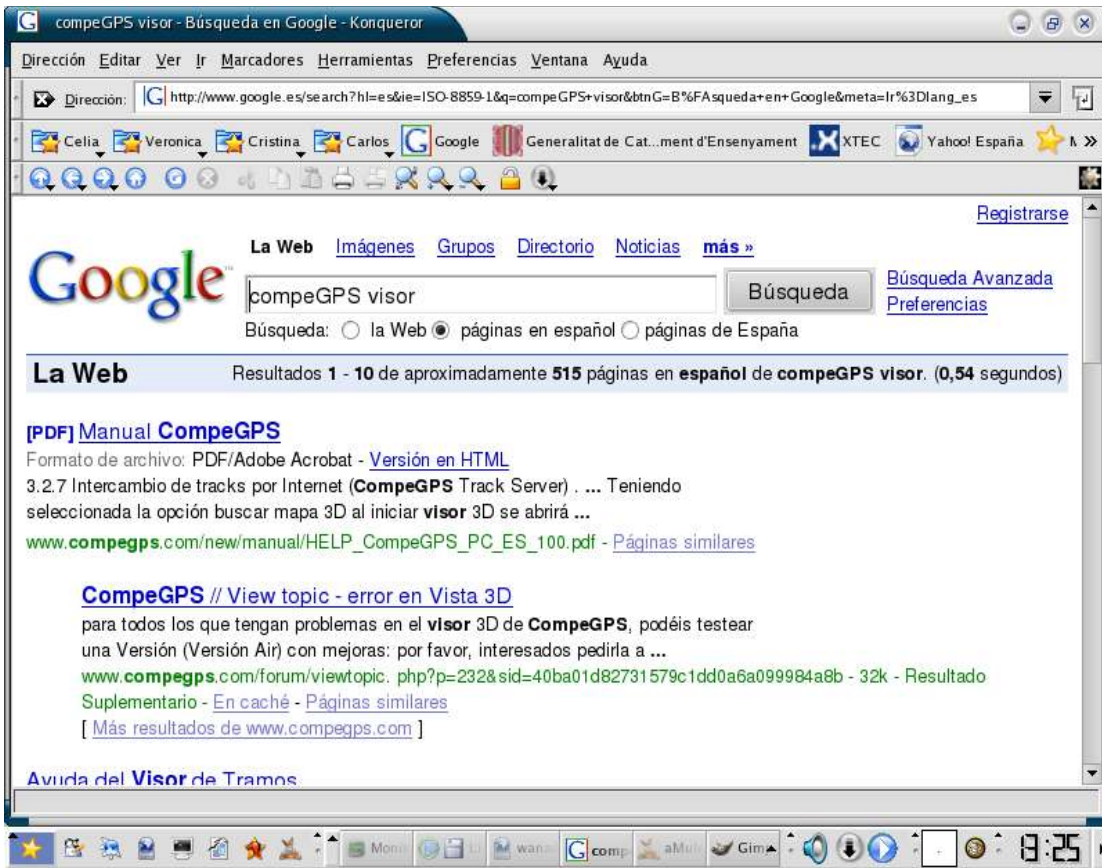 compeGPS visor - Búsqueda en Google - Konqueror
Dirección Editar Ver Ir Marcadores Herramientas Preferencias Ventana Ayuda
Dirección: http://www.google.es/search?hl=es&ie=ISO-8859-1&q=compeGPS+visor&btnG=B%FAsqueda+en+Google&meta=lr%3Dlang_es
Celia Veronica Cristina Carlos Google Generalitat de Cat...ment d'Ensenyament XTEC Yahoo! España »
Registrarse
La Web Imágenes Grupos Directorio Noticias más »
Google
compeGPS visor Búsqueda
Búsqueda Avanzada
Preferencias
Búsqueda: la Web páginas en español páginas de España
La Web Resultados 1 - 10 de aproximadamente 515 páginas en español de compeGPS visor. (0,54 segundos)
[PDF] Manual CompeGPS
Formato de archivo: PDF/Adobe Acrobat - Versión en HTML
3.2.7 Intercambio de tracks por Internet (CompeGPS Track Server) . ... Teniendo
seleccionada la opción buscar mapa 3D al iniciar visor 3D se abrirá ...
www.compegps.com/new/manual/HELP_CompeGPS_PC_ES_100.pdf - Páginas similares
CompeGPS // View topic - error en Vista 3D
para todos los que tengan problemas en el visor 3D de CompeGPS, podéis testear
una Versión (Versión Air) con mejoras: por favor, interesados pedirla a ...
www.compegps.com/forum/viewtopic. php?p=232&sid=40ba01d82731579c1dd0a6a099984a8b - 32k - Resultado
Suplementario - En caché - Páginas similares
[ Más resultados de www.compegps.com ]
Ayuda del Visor de Tramos
Mon wan comp aMul Gim 13:25